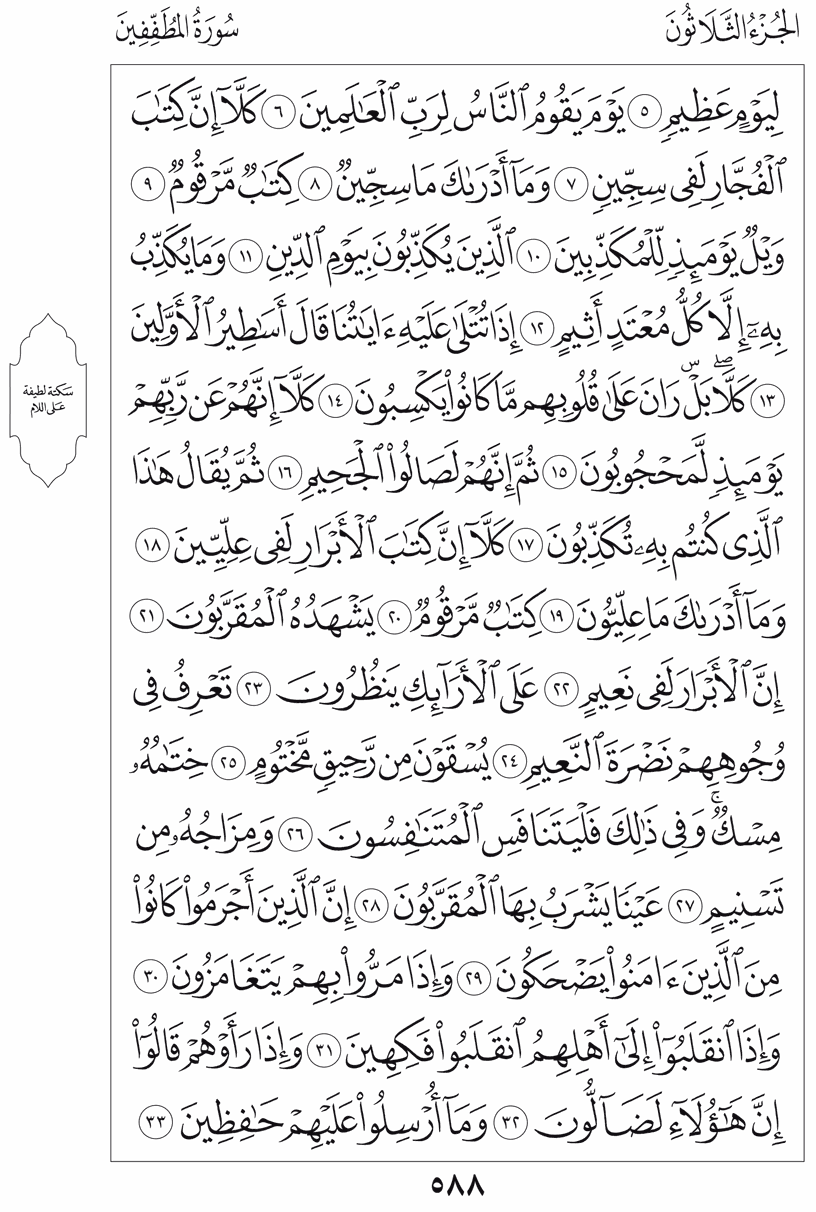 الجُزْءُ الثَّلَاثُونَ
سُورَةُ المُطَفِّفِينَ
لِيَوْمٍ عَظِيمٍ ٥ يَوْمَ يَقُومُ ٱلنَّاسُ لِرَبِّ ٱلْعَٰلَمِينَ ٦ كَلَّآ إِنَّ كِتَٰبَ
ٱلْفُجَّارِ لَفِى سِجِّينٍ ٧ وَمَآ أَدْرَىٰكَ مَا سِجِّينٌ ٨ كِتَٰبٌ مَّرْقُومٌ ٩
وَيْلٌ يَوْمَئِذٍ لِّلْمُكَذِّبِينَ ١٠ ٱلَّذِينَ يُكَذِّبُونَ بِيَوْمِ ٱلدِّينِ ١١ وَمَا يُكَذِّبُ
بِهِۦٓ إِلَّا كُلُّ مُعْتَدٍ أَثِيمٍ ١٢ إِذَا تُتْلَىٰ عَلَيْهِ ءَايَٰتُنَا قَالَ أَسَٰطِيرُ ٱلْأَوَّلِينَ
١٣ كَلَّا ۖ بَلْ ۜ رَانَ عَلَىٰ قُلُوبِهِم مَّا كَانُوا۟ يَكْسِبُونَ ١٤ كَلَّآ إِنَّهُمْ عَن رَّبِّهِمْ
يَوْمَئِذٍ لَّمَحْجُوبُونَ ١٥ ثُمَّ إِنَّهُمْ لَصَالُوا۟ ٱلْجَحِيمِ ١٦ ثُمَّ يُقَالُ هَٰذَا
ٱلَّذِى كُنتُم بِهِۦ تُكَذِّبُونَ ١٧ كَلَّآ إِنَّ كِتَٰبَ ٱلْأَبْرَارِ لَفِى عِلِّيِّينَ ١٨
وَمَآ أَدْرَىٰكَ مَا عِلِّيُّونَ ١٩ كِتَٰبٌ مَّرْقُومٌ ٢٠ يَشْهَدُهُ ٱلْمُقَرَّبُونَ ٢١
إِنَّ ٱلْأَبْرَارَ لَفِى نَعِيمٍ ٢٢ عَلَى ٱلْأَرَآئِكِ يَنظُرُونَ ٢٣ تَعْرِفُ فِى
وُجُوهِهِمْ نَضْرَةَ ٱلنَّعِيمِ ٢٤ يُسْقَوْنَ مِن رَّحِيقٍ مَّخْتُومٍ ٢٥ خِتَٰمُهُۥ
مِسْكٌ ۚ وَفِى ذَٰلِكَ فَلْيَتَنَافَسِ ٱلْمُتَنَٰفِسُونَ ٢٦ وَمِزَاجُهُۥ مِن
تَسْنِيمٍ ٢٧ عَيْنًا يَشْرَبُ بِهَا ٱلْمُقَرَّبُونَ ٢٨ إِنَّ ٱلَّذِينَ أَجْرَمُوا۟ كَانُوا۟
مِنَ ٱلَّذِينَ ءَامَنُوا۟ يَضْحَكُونَ ٢٩ وَإِذَا مَرُّوا۟ بِهِمْ يَتَغَامَزُونَ ٣٠
وَإِذَا ٱنقَلَبُوٓا۟ إِلَىٰٓ أَهْلِهِمُ ٱنقَلَبُوا۟ فَكِهِينَ ٣١ وَإِذَا رَأَوْهُمْ قَالُوٓا۟
إِنَّ هَٰٓؤُلَآءِ لَضَآلُّونَ ٣٢ وَمَآ أُرْسِلُوا۟ عَلَيْهِمْ حَٰفِظِينَ ٣٣
سكتة لطيفة
على اللام
٥٨٨